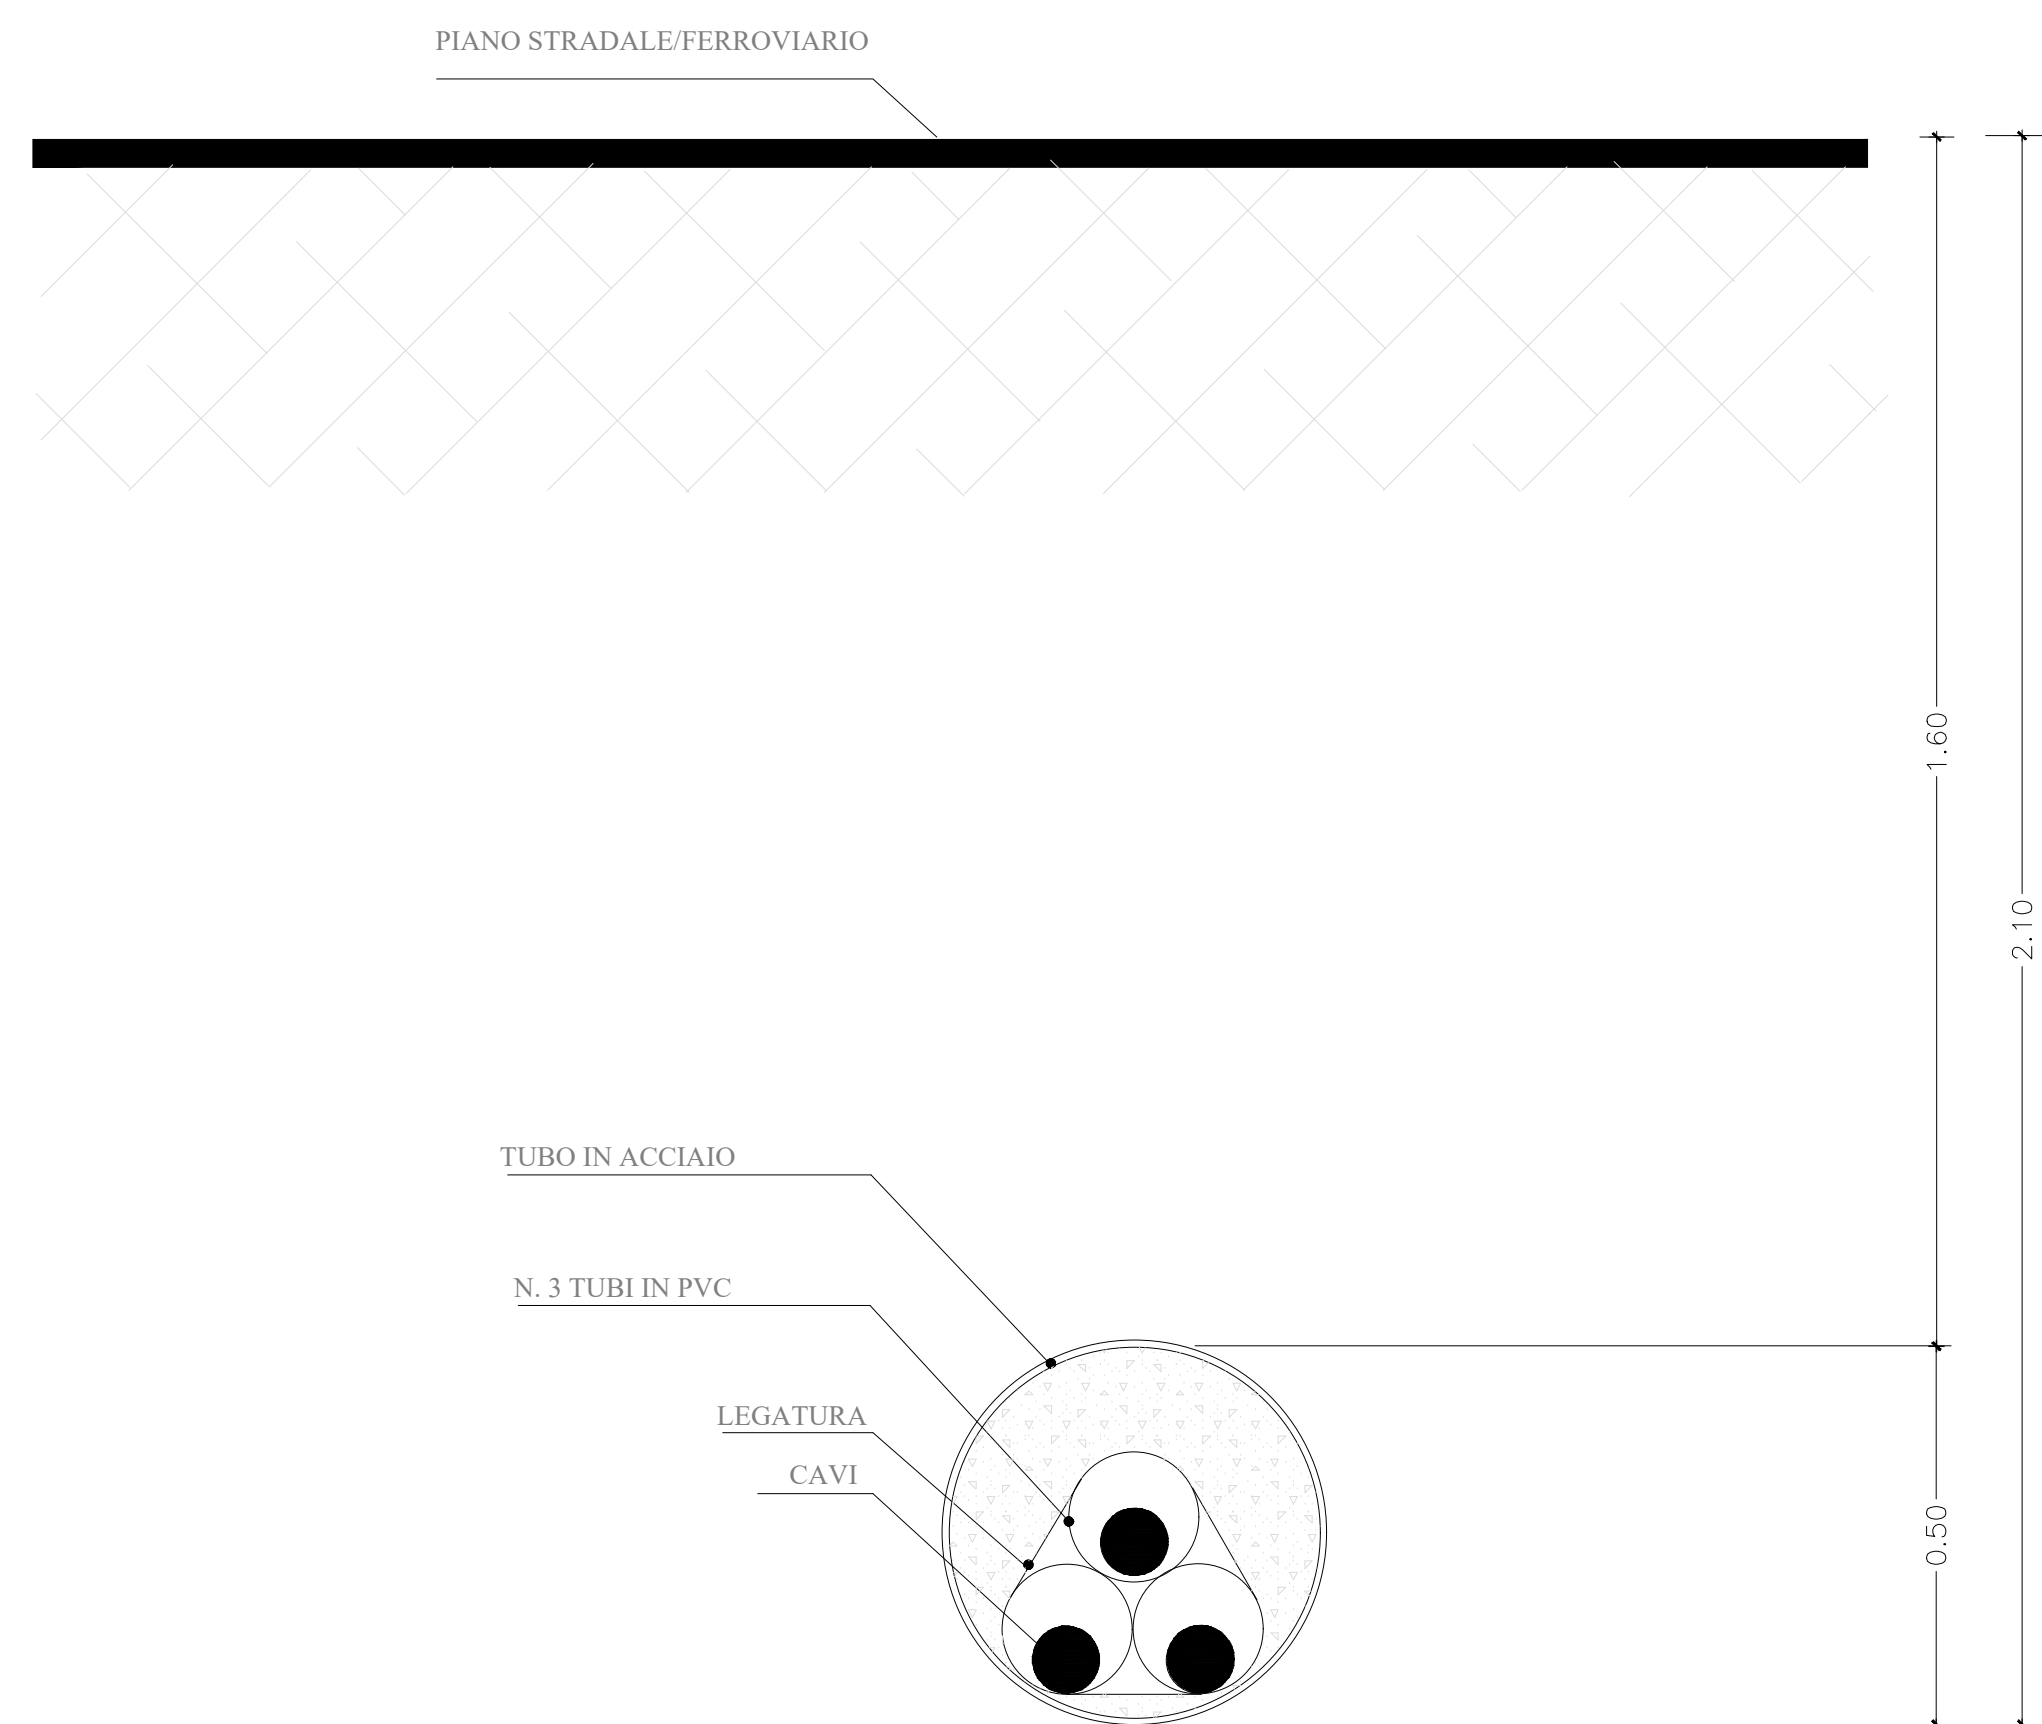 PIANO STRADALE/FERROVIARIO
1.60
2.10
TUBO IN ACCIAIO
N. 3 TUBI IN PVC
LEGATURA
CAVI
0.50